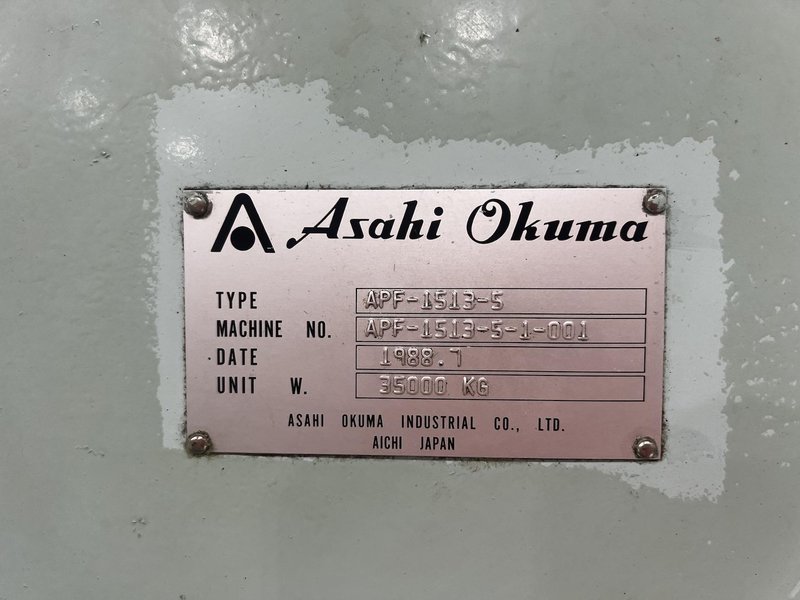 Asahi Okuma
TYPE APF-1513-5
MACHINE NO. APF-1513-5-1-001
DATE 1988.7
UNIT W. 35000 KG
ASAHI OKUMA INDUSTRIAL CO., LTD.
AICHI JAPAN